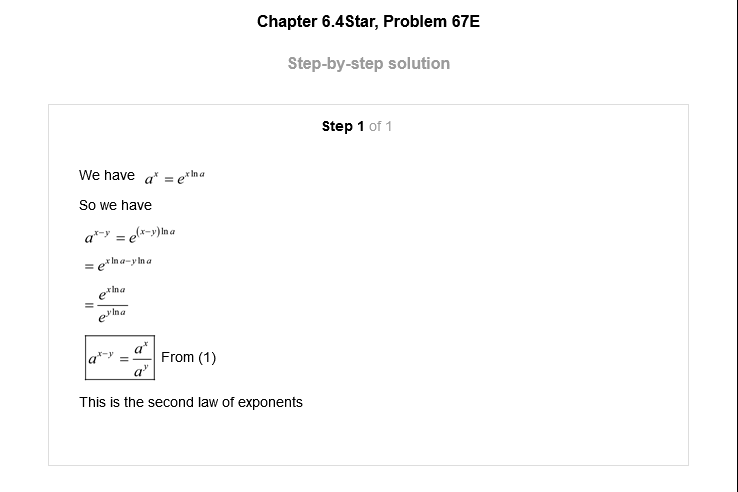 Chapter 6.4Star, Problem 67E
Step-by-step solution
Step 1 of 1
We have a^x = e^{x ln a}
So we have
a^{x−y} = e^{(x−y) ln a}
= e^{x ln a−y ln a}
= \frac{e^{x ln a}}{e^{y ln a}}
a^{x−y} = \frac{a^x}{a^y} From (1)
This is the second law of exponents